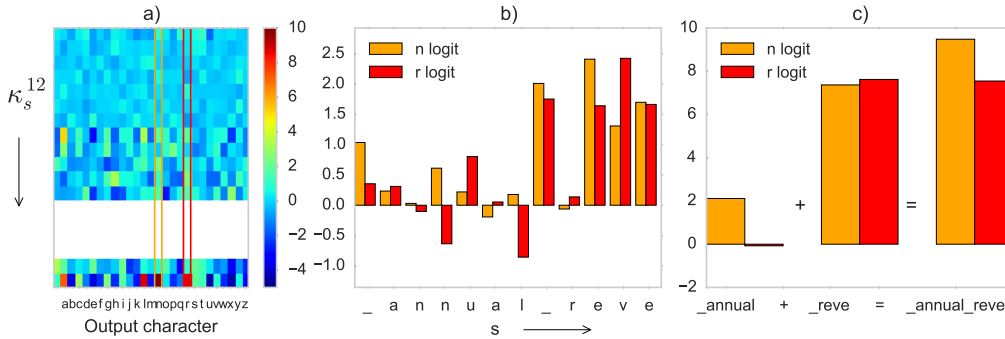 a)
κ_s^12
10
8
6
4
2
0
−2
−4
abcdefghijklmnopqrstuvwxyz
Output character
b)
n logit
r logit
2.5
2.0
1.5
1.0
0.5
0.0
−0.5
−1.0
_ a n n u a l _ r e v e
s
c)
n logit
r logit
10
8
6
4
2
0
−2
+ =
_annual + _reve = _annual_reve